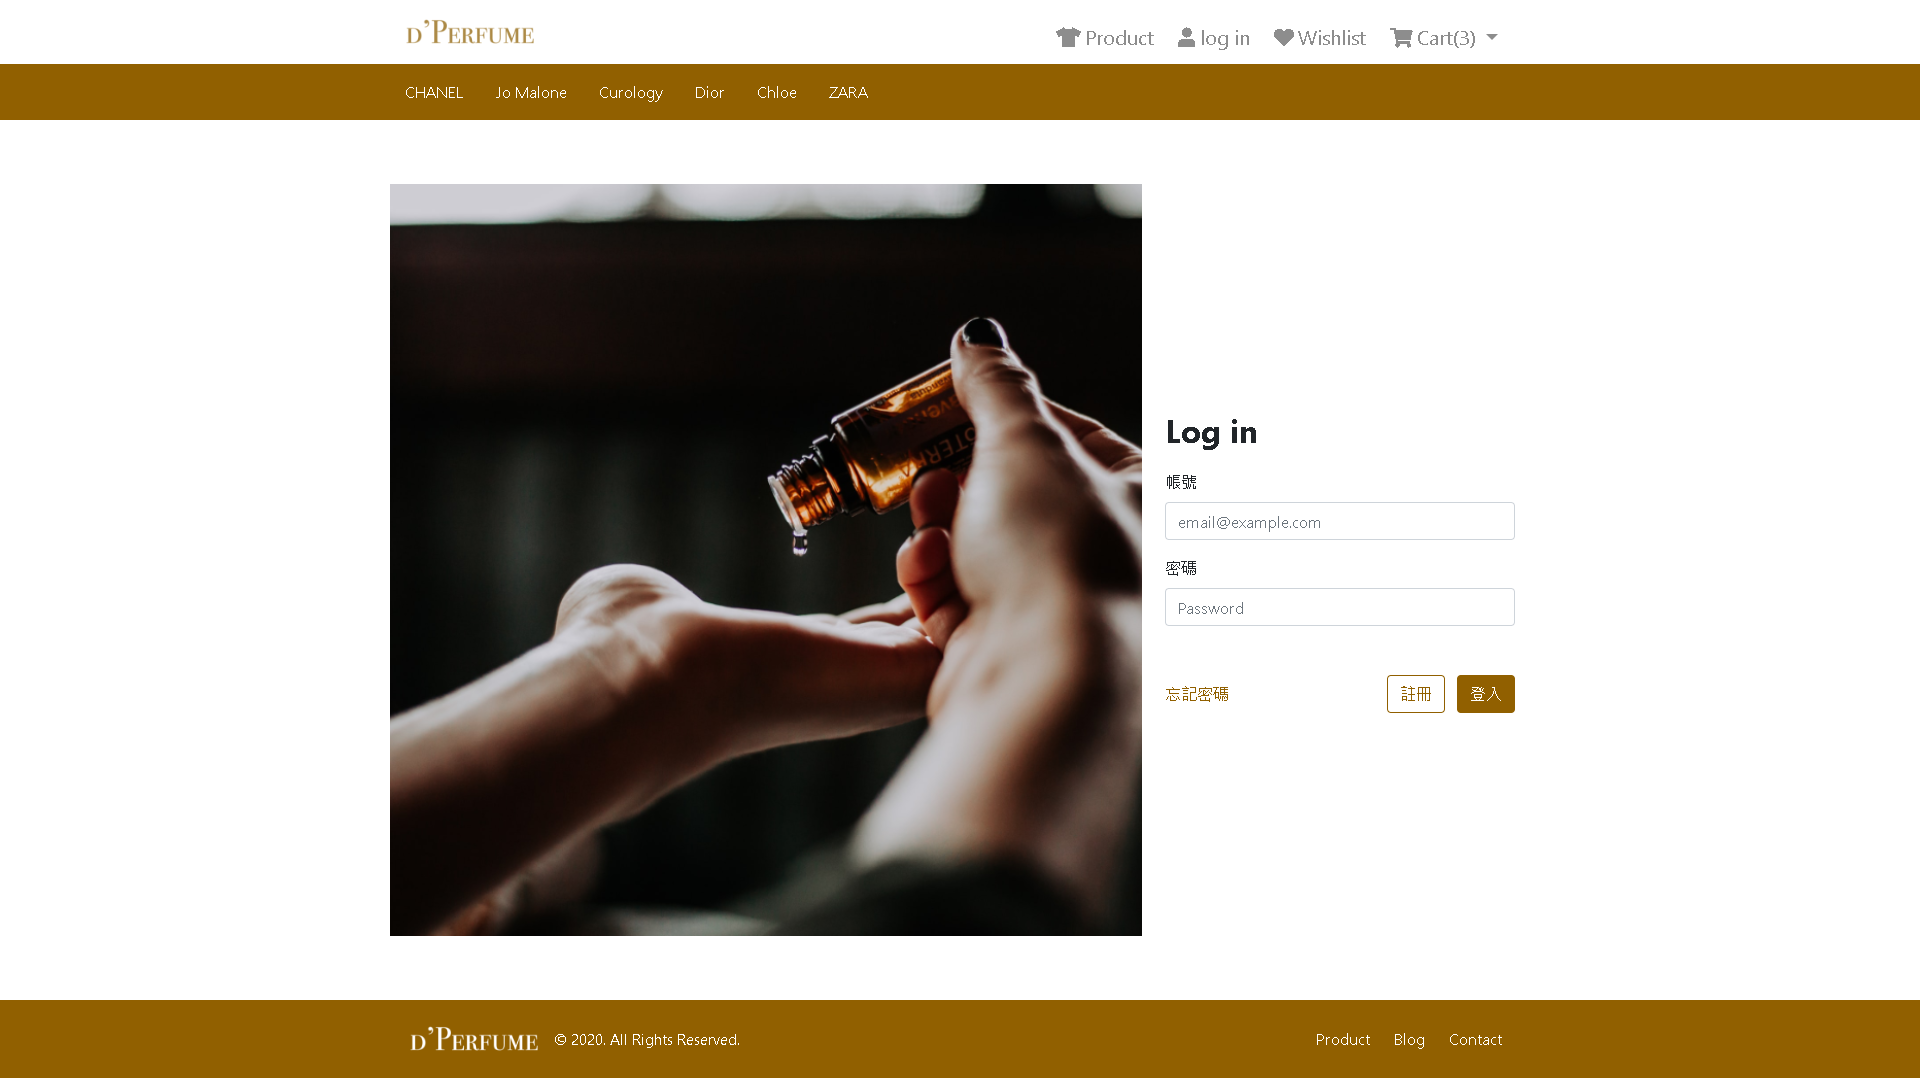 D'PERFUME
Product log in Wishlist Cart(3)
CHANEL Jo Malone Curology Dior Chloe ZARA
Log in
帳號
email@example.com
密碼
Password
忘記密碼 註冊 登入
D'PERFUME © 2020. All Rights Reserved. Product Blog Contact